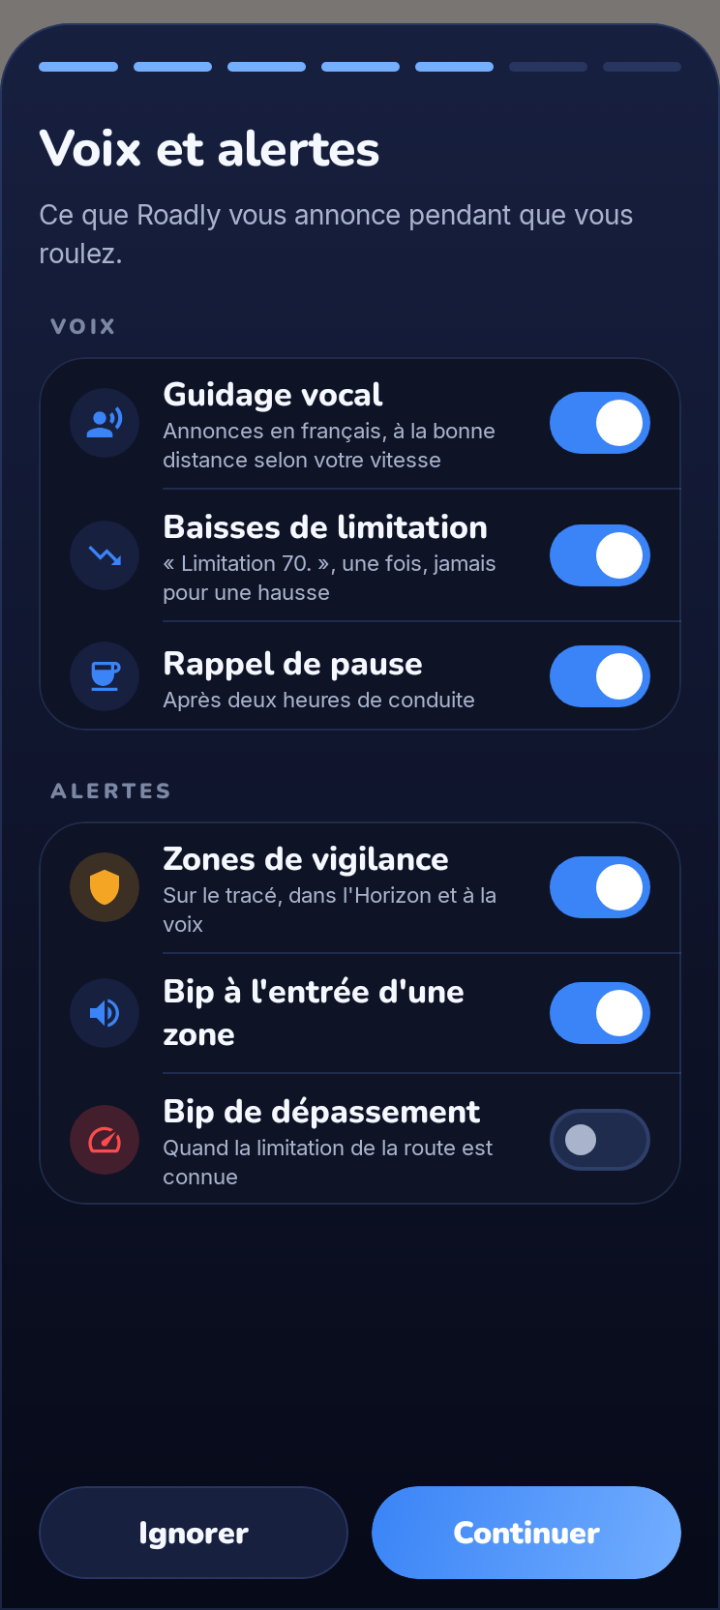 Voix et alertes
Ce que Roadly vous annonce pendant que vous
roulez.
VOIX
Guidage vocal
Annonces en français, à la bonne
distance selon votre vitesse
Baisses de limitation
« Limitation 70. », une fois, jamais
pour une hausse
Rappel de pause
Après deux heures de conduite
ALERTES
Zones de vigilance
Sur le tracé, dans l'Horizon et à la
voix
Bip à l'entrée d'une
zone
Bip de dépassement
Quand la limitation de la route est
connue
Ignorer
Continuer